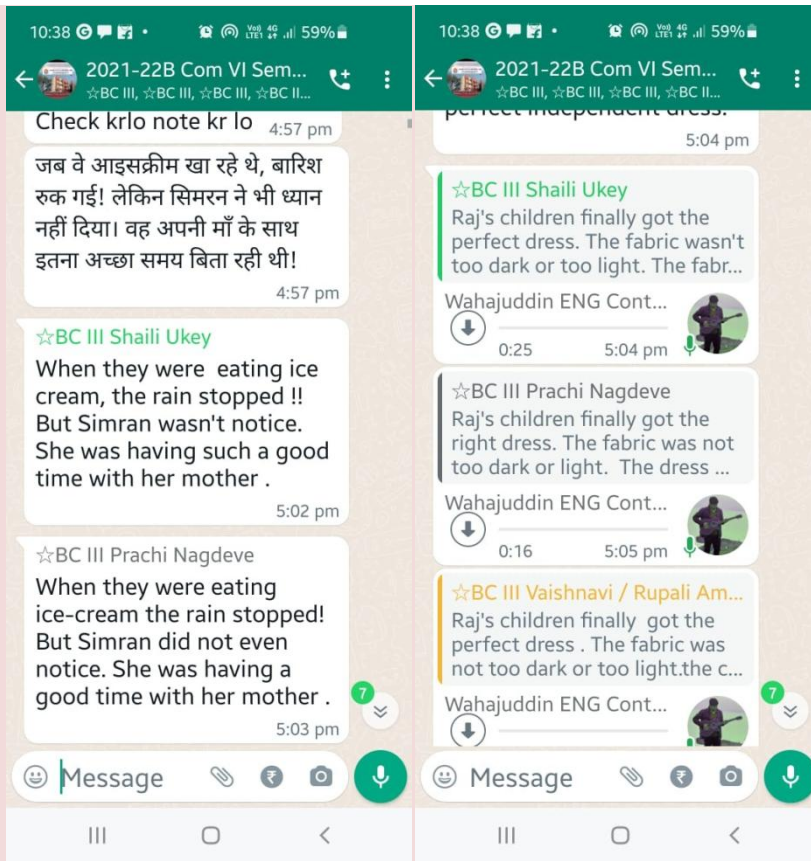 10:38
Vo)) 4G
LTE1
59%
2021-22B Com VI Sem...
☆BC III, ☆BC III, ☆BC III, ☆BC II...
Check krlo note kr lo
4:57 pm
जब वे आइसक्रीम खा रहे थे, बारिश
रुक गई! लेकिन सिमरन ने भी ध्यान
नहीं दिया। वह अपनी माँ के साथ
इतना अच्छा समय बिता रही थी!
4:57 pm
☆BC III Shaili Ukey
When they were eating ice
cream, the rain stopped !!
But Simran wasn't notice.
She was having such a good
time with her mother .
5:02 pm
☆BC III Prachi Nagdeve
When they were eating
ice-cream the rain stopped!
But Simran did not even
notice. She was having a
good time with her mother .
5:03 pm
7
Message
10:38
Vo)) 4G
LTE1
59%
2021-22B Com VI Sem...
☆BC III, ☆BC III, ☆BC III, ☆BC II...
perfect independent dress.
5:04 pm
☆BC III Shaili Ukey
Raj's children finally got the
perfect dress. The fabric wasn't
too dark or too light. The fabr...
Wahajuddin ENG Cont...
0:25 5:04 pm
☆BC III Prachi Nagdeve
Raj's children finally got the
right dress. The fabric was not
too dark or light. The dress ...
Wahajuddin ENG Cont...
0:16 5:05 pm
☆BC III Vaishnavi / Rupali Am...
Raj's children finally got the
perfect dress . The fabric was
not too dark or too light.the c...
Wahajuddin ENG Cont...
7
Message